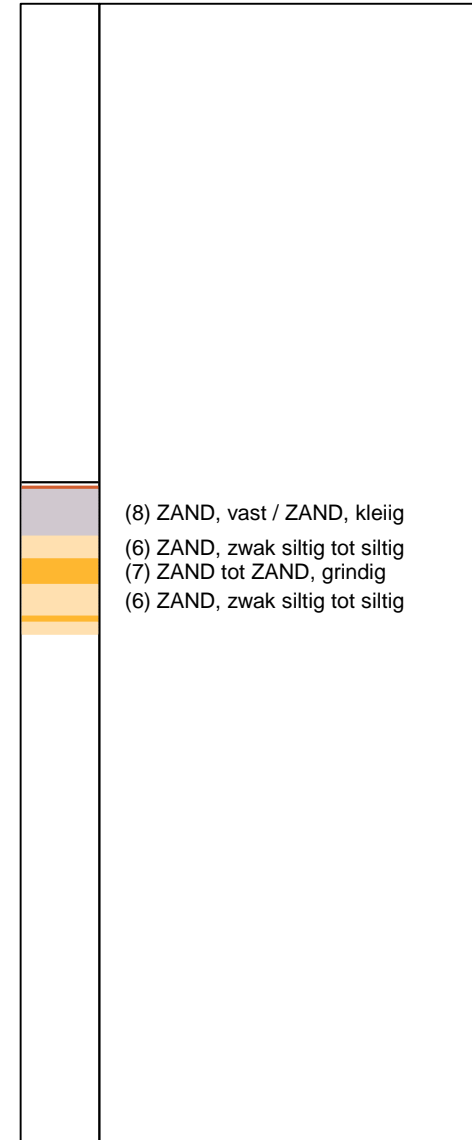 (8) ZAND, vast / ZAND, kleiig
(6) ZAND, zwak siltig tot siltig
(7) ZAND tot ZAND, grindig
(6) ZAND, zwak siltig tot siltig